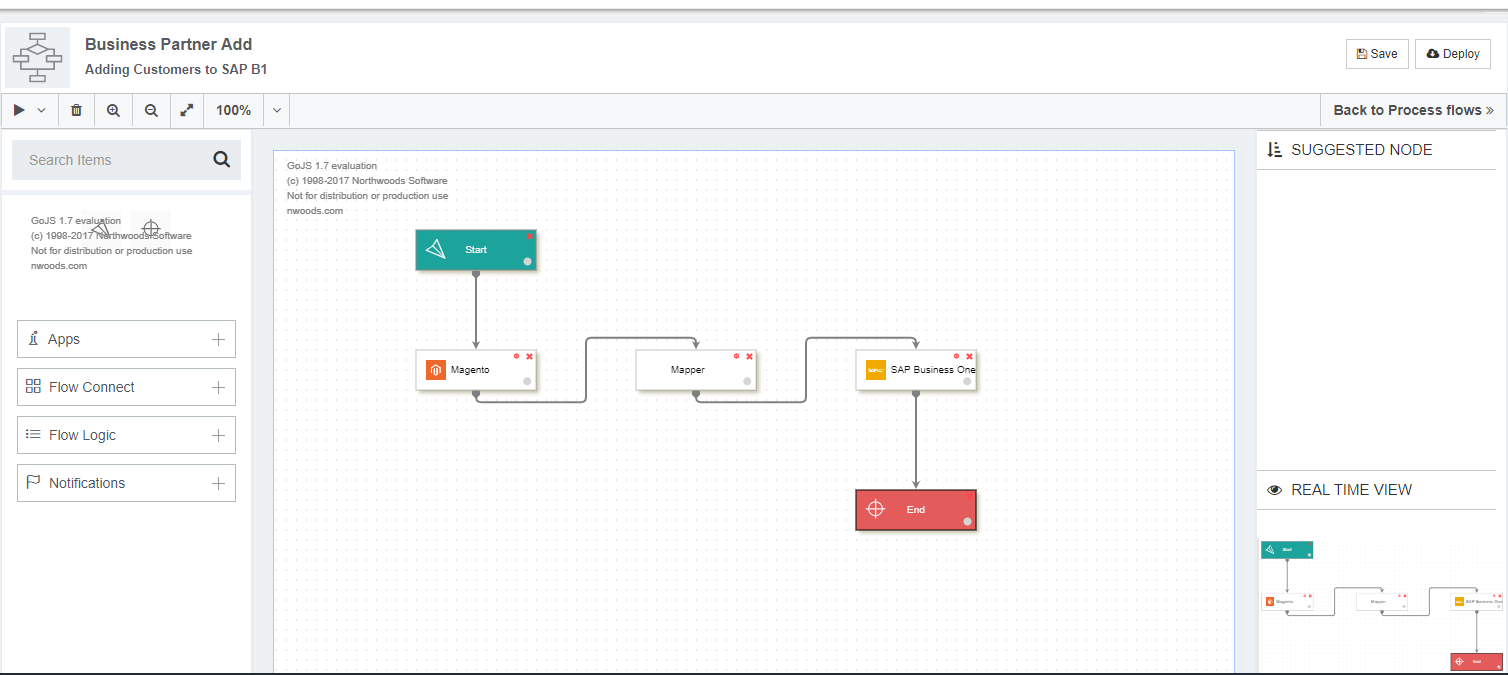 Business Partner Add
Adding Customers to SAP B1
Save
Deploy
100%
Back to Process flows »
Search Items
GoJS 1.7 evaluation
(c) 1998-2017 Northwoods Software
Not for distribution or production use
nwoods.com
Apps
Flow Connect
Flow Logic
Notifications
GoJS 1.7 evaluation
(c) 1998-2017 Northwoods Software
Not for distribution or production use
nwoods.com
Start
Magento
Mapper
SAP Business One
End
SUGGESTED NODE
REAL TIME VIEW
Start
Magento
Mapper
SAP Business One
End